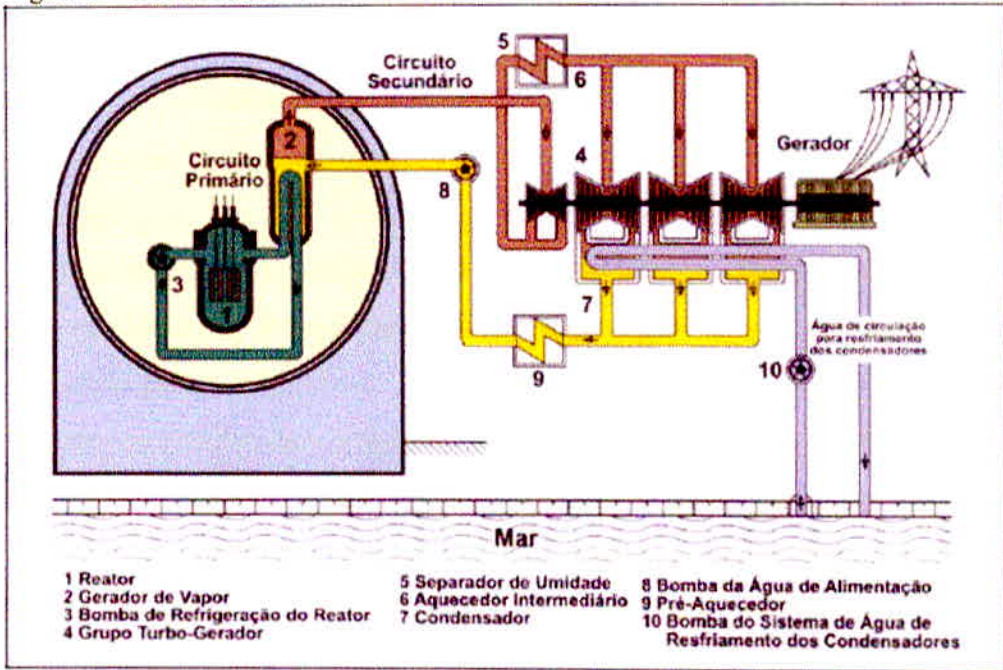 5
6
Circuito
Secundário
2
Circuito
Primário
8
4
Gerador
3
1
7
9
Água de circulação
para resfriamento
dos condensadores
10
Mar
1 Reator
2 Gerador de Vapor
3 Bomba de Refrigeração do Reator
4 Grupo Turbo-Gerador
5 Separador de Umidade
6 Aquecedor Intermediário
7 Condensador
8 Bomba da Água de Alimentação
9 Pré-Aquecedor
10 Bomba do Sistema de Água de
Resfriamento dos Condensadores